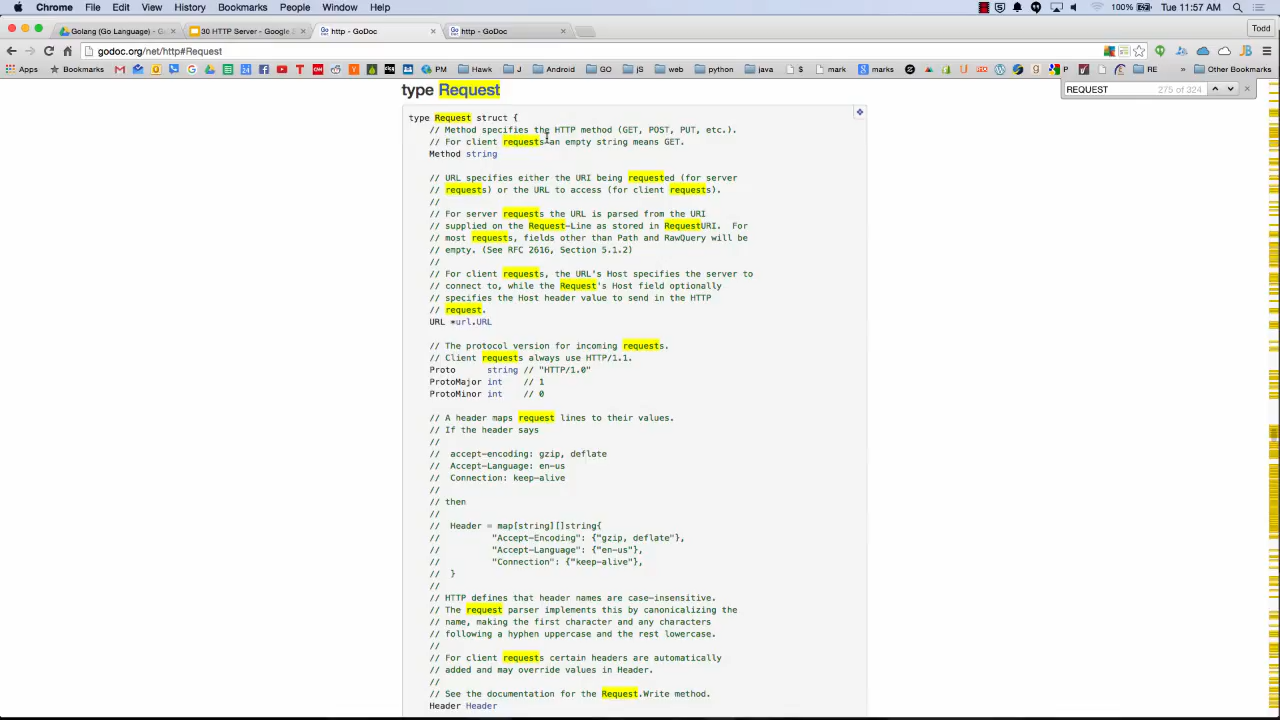 Chrome File Edit View History Bookmarks People Window Help
100% Tue 11:57 AM
Golang (Go Language) - G
30 HTTP Server - Google
http - GoDoc
http - GoDoc
Todd
godoc.org/net/http#Request
Apps Bookmarks PM Hawk J Android GO jS web python java $ mark marks RE » Other Bookmarks
REQUEST 275 of 324
type Request
type Request struct {
// Method specifies the HTTP method (GET, POST, PUT, etc.).
// For client requests an empty string means GET.
Method string
// URL specifies either the URI being requested (for server
// requests) or the URL to access (for client requests).
//
// For server requests the URL is parsed from the URI
// supplied on the Request-Line as stored in RequestURI.  For
// most requests, fields other than Path and RawQuery will be
// empty. (See RFC 2616, Section 5.1.2)
//
// For client requests, the URL's Host specifies the server to
// connect to, while the Request's Host field optionally
// specifies the Host header value to send in the HTTP
// request.
URL *url.URL
// The protocol version for incoming requests.
// Client requests always use HTTP/1.1.
Proto string // "HTTP/1.0"
ProtoMajor int // 1
ProtoMinor int // 0
// A header maps request lines to their values.
// If the header says
//
// accept-encoding: gzip, deflate
// Accept-Language: en-us
// Connection: keep-alive
//
// then
//
// Header = map[string][]string{
// "Accept-Encoding": {"gzip, deflate"},
// "Accept-Language": {"en-us"},
// "Connection": {"keep-alive"},
// }
//
// HTTP defines that header names are case-insensitive.
// The request parser implements this by canonicalizing the
// name, making the first character and any characters
// following a hyphen uppercase and the rest lowercase.
//
// For client requests certain headers are automatically
// added and may override values in Header.
//
// See the documentation for the Request.Write method.
Header Header